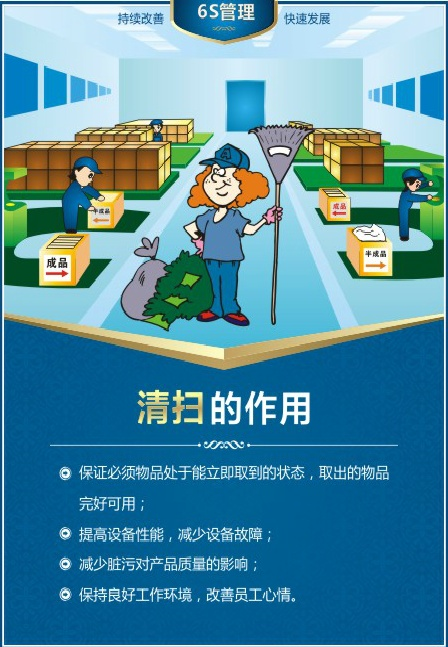 持续改善
6S管理
快速发展
成品
半成品
成品
半成品
清扫的作用
保证必须物品处于能立即取到的状态，取出的物品
完好可用；
提高设备性能，减少设备故障；
减少脏污对产品质量的影响；
保持良好工作环境，改善员工心情。